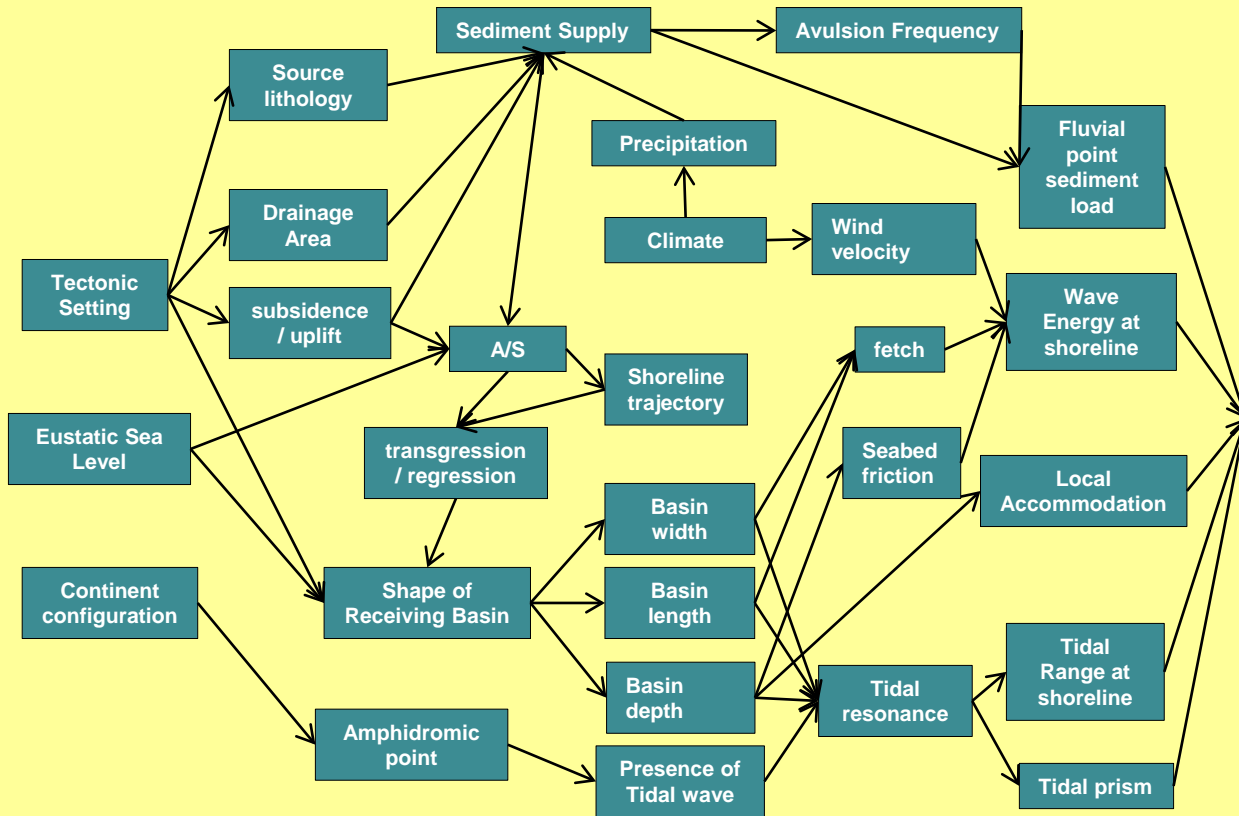 Sediment Supply
Avulsion Frequency
Source
lithology
Precipitation
Fluvial
point
sediment
load
Drainage
Area
Climate
Wind
velocity
Tectonic
Setting
subsidence
/ uplift
Wave
Energy at
shoreline
A/S
fetch
Shoreline
trajectory
Eustatic Sea
Level
transgression
/ regression
Seabed
friction
Local
Accommodation
Basin
width
Continent
configuration
Shape of
Receiving Basin
Basin
length
Basin
depth
Tidal
resonance
Tidal
Range at
shoreline
Amphidromic
point
Presence of
Tidal wave
Tidal prism